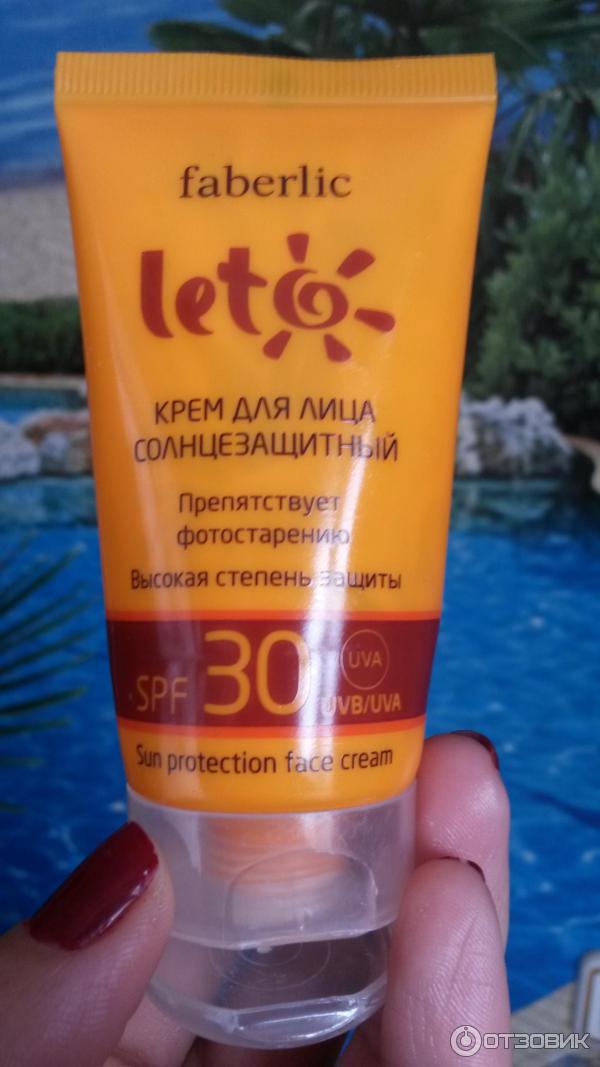 faberlic
leto
КРЕМ ДЛЯ ЛИЦА
СОЛНЦЕЗАЩИТНЫЙ
Препятствует
фотостарению
Высокая степень защиты
SPF 30 UVA
UVB/UVA
Sun protection face cream
ОТЗОВИК